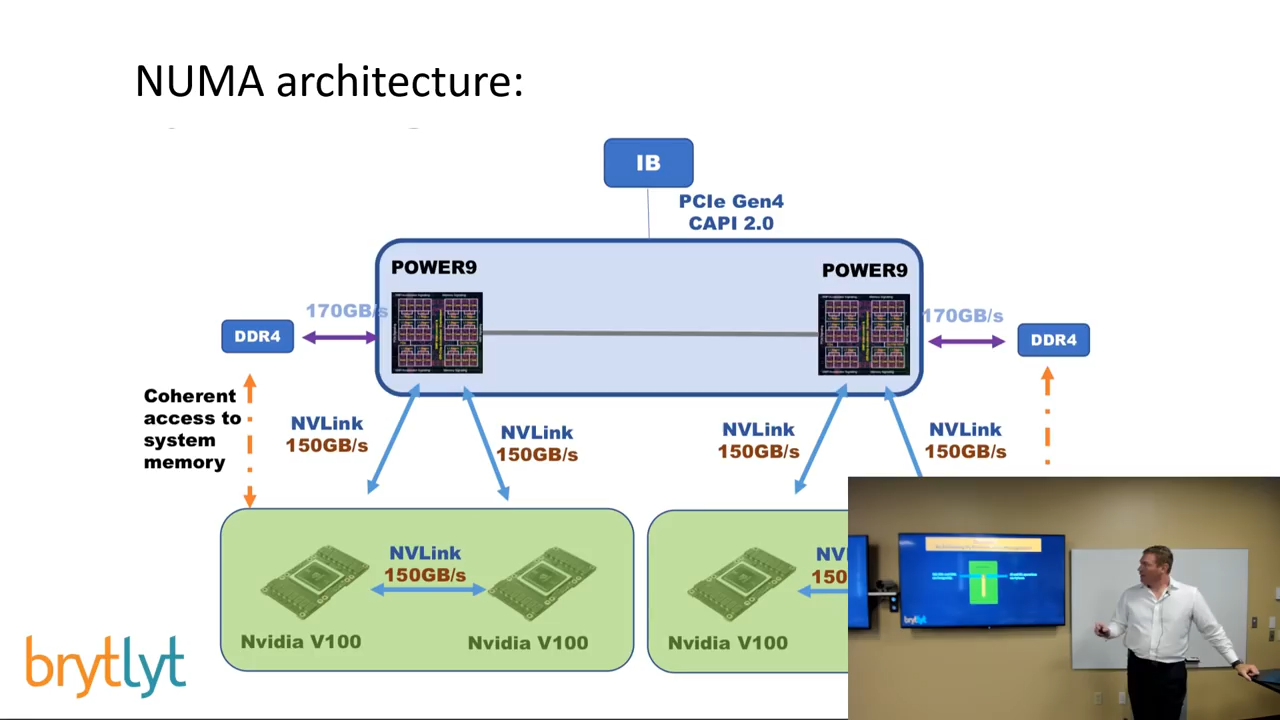 NUMA architecture:
IB
PCIe Gen4
CAPI 2.0
POWER9
POWER9
170GB/s
170GB/s
DDR4
DDR4
Coherent
access to
system
memory
NVLink
150GB/s
NVLink
150GB/s
NVLink
150GB/s
NVLink
150GB/s
NVLink
150GB/s
NV
150
Nvidia V100
Nvidia V100
Nvidia V100
brytlyt
brytlyt